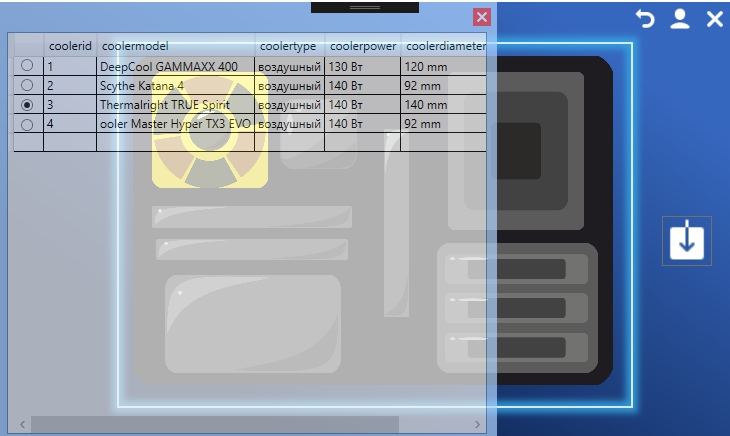 coolerid coolermodel coolertype coolerpower coolerdiameter
1 DeepCool GAMMAXX 400 воздушный 130 Вт 120 mm
2 Scythe Katana 4 воздушный 140 Вт 92 mm
3 Thermalright TRUE Spirit воздушный 140 Вт 140 mm
4 ooler Master Hyper TX3 EVO воздушный 140 Вт 92 mm